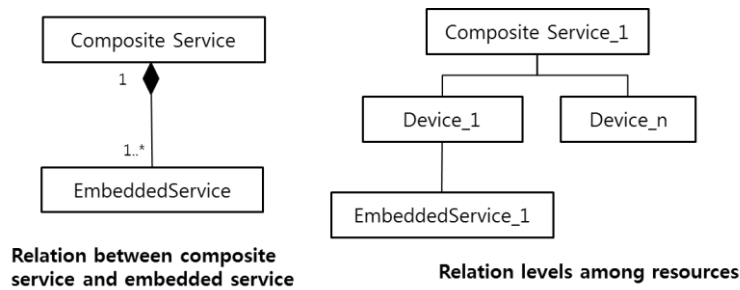 Composite Service
1
1..*
EmbeddedService
Relation between composite
service and embedded service
Composite Service_1
Device_1
Device_n
EmbeddedService_1
Relation levels among resources